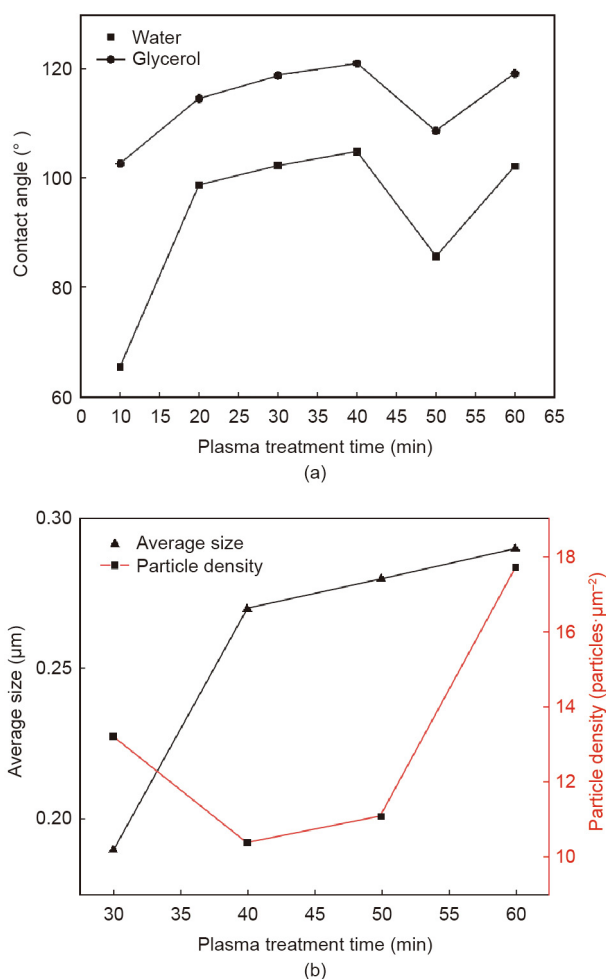 Water
Glycerol
120
100
80
60
Contact angle (°)
0 5 10 15 20 25 30 35 40 45 50 55 60 65
Plasma treatment time (min)
(a)
0.30
0.25
0.20
Average size (μm)
Average size
Particle density
18
16
14
12
10
Particle density (particles·μm⁻²)
30 35 40 45 50 55 60
Plasma treatment time (min)
(b)